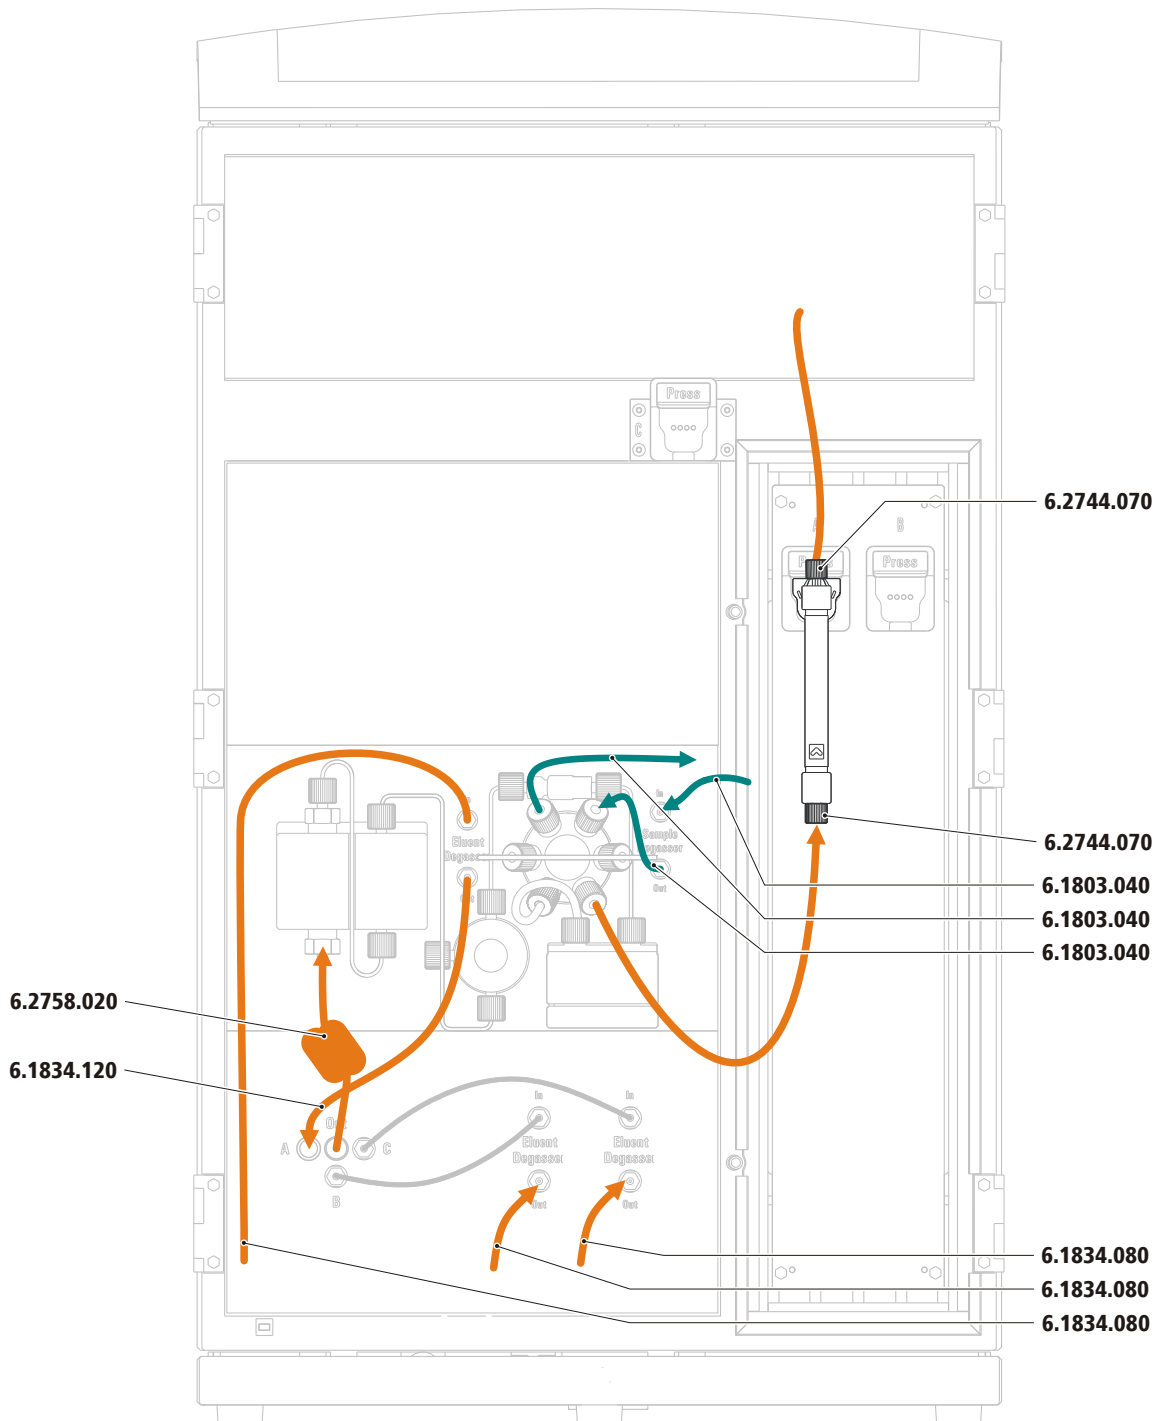 Press
C
6.2744.070
A
B
Press
Press
In
In
Eluent
Degasser
Sample
Degasser
6.2744.070
6.1803.040
Out
Out
6.1803.040
6.1803.040
6.2758.020
6.1834.120
In
In
Out
A
C
Eluent
Degasser
Eluent
Degasser
B
Out
Out
6.1834.080
6.1834.080
6.1834.080